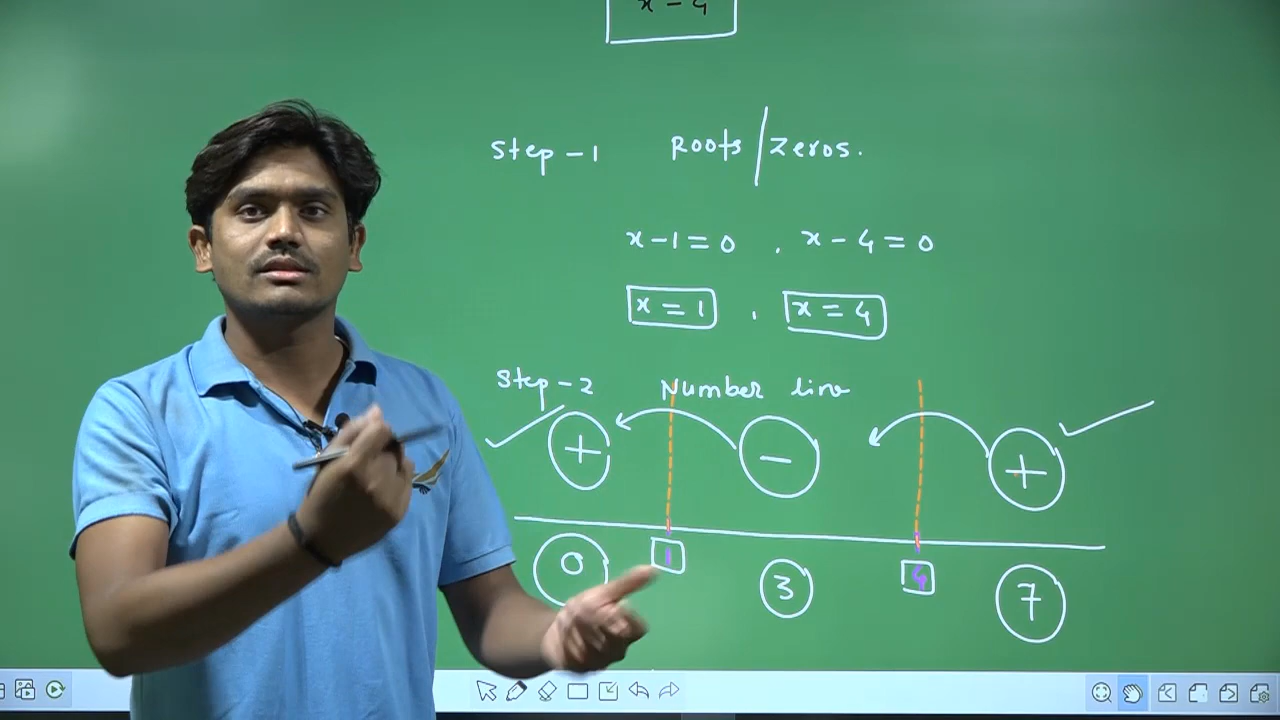 x - 4
Step - 1 Roots / Zeros.
x - 1 = 0 , x - 4 = 0
x = 1 , x = 4
Step - 2 Number line
+ - +
0 1 3 4 7